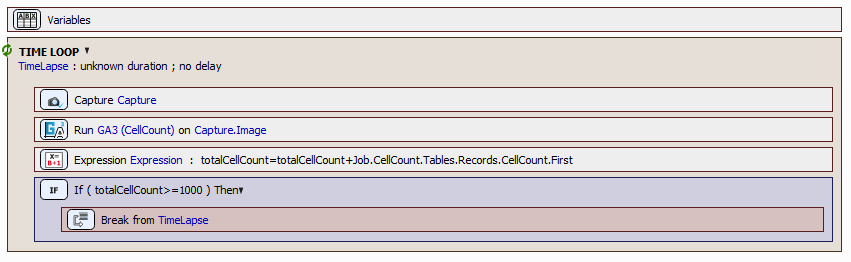 Variables
TIME LOOP
TimeLapse : unknown duration ; no delay
Capture Capture
Run GA3 (CellCount) on Capture.Image
Expression Expression : totalCellCount=totalCellCount+Job.CellCount.Tables.Records.CellCount.First
IF If ( totalCellCount>=1000 ) Then
Break from TimeLapse